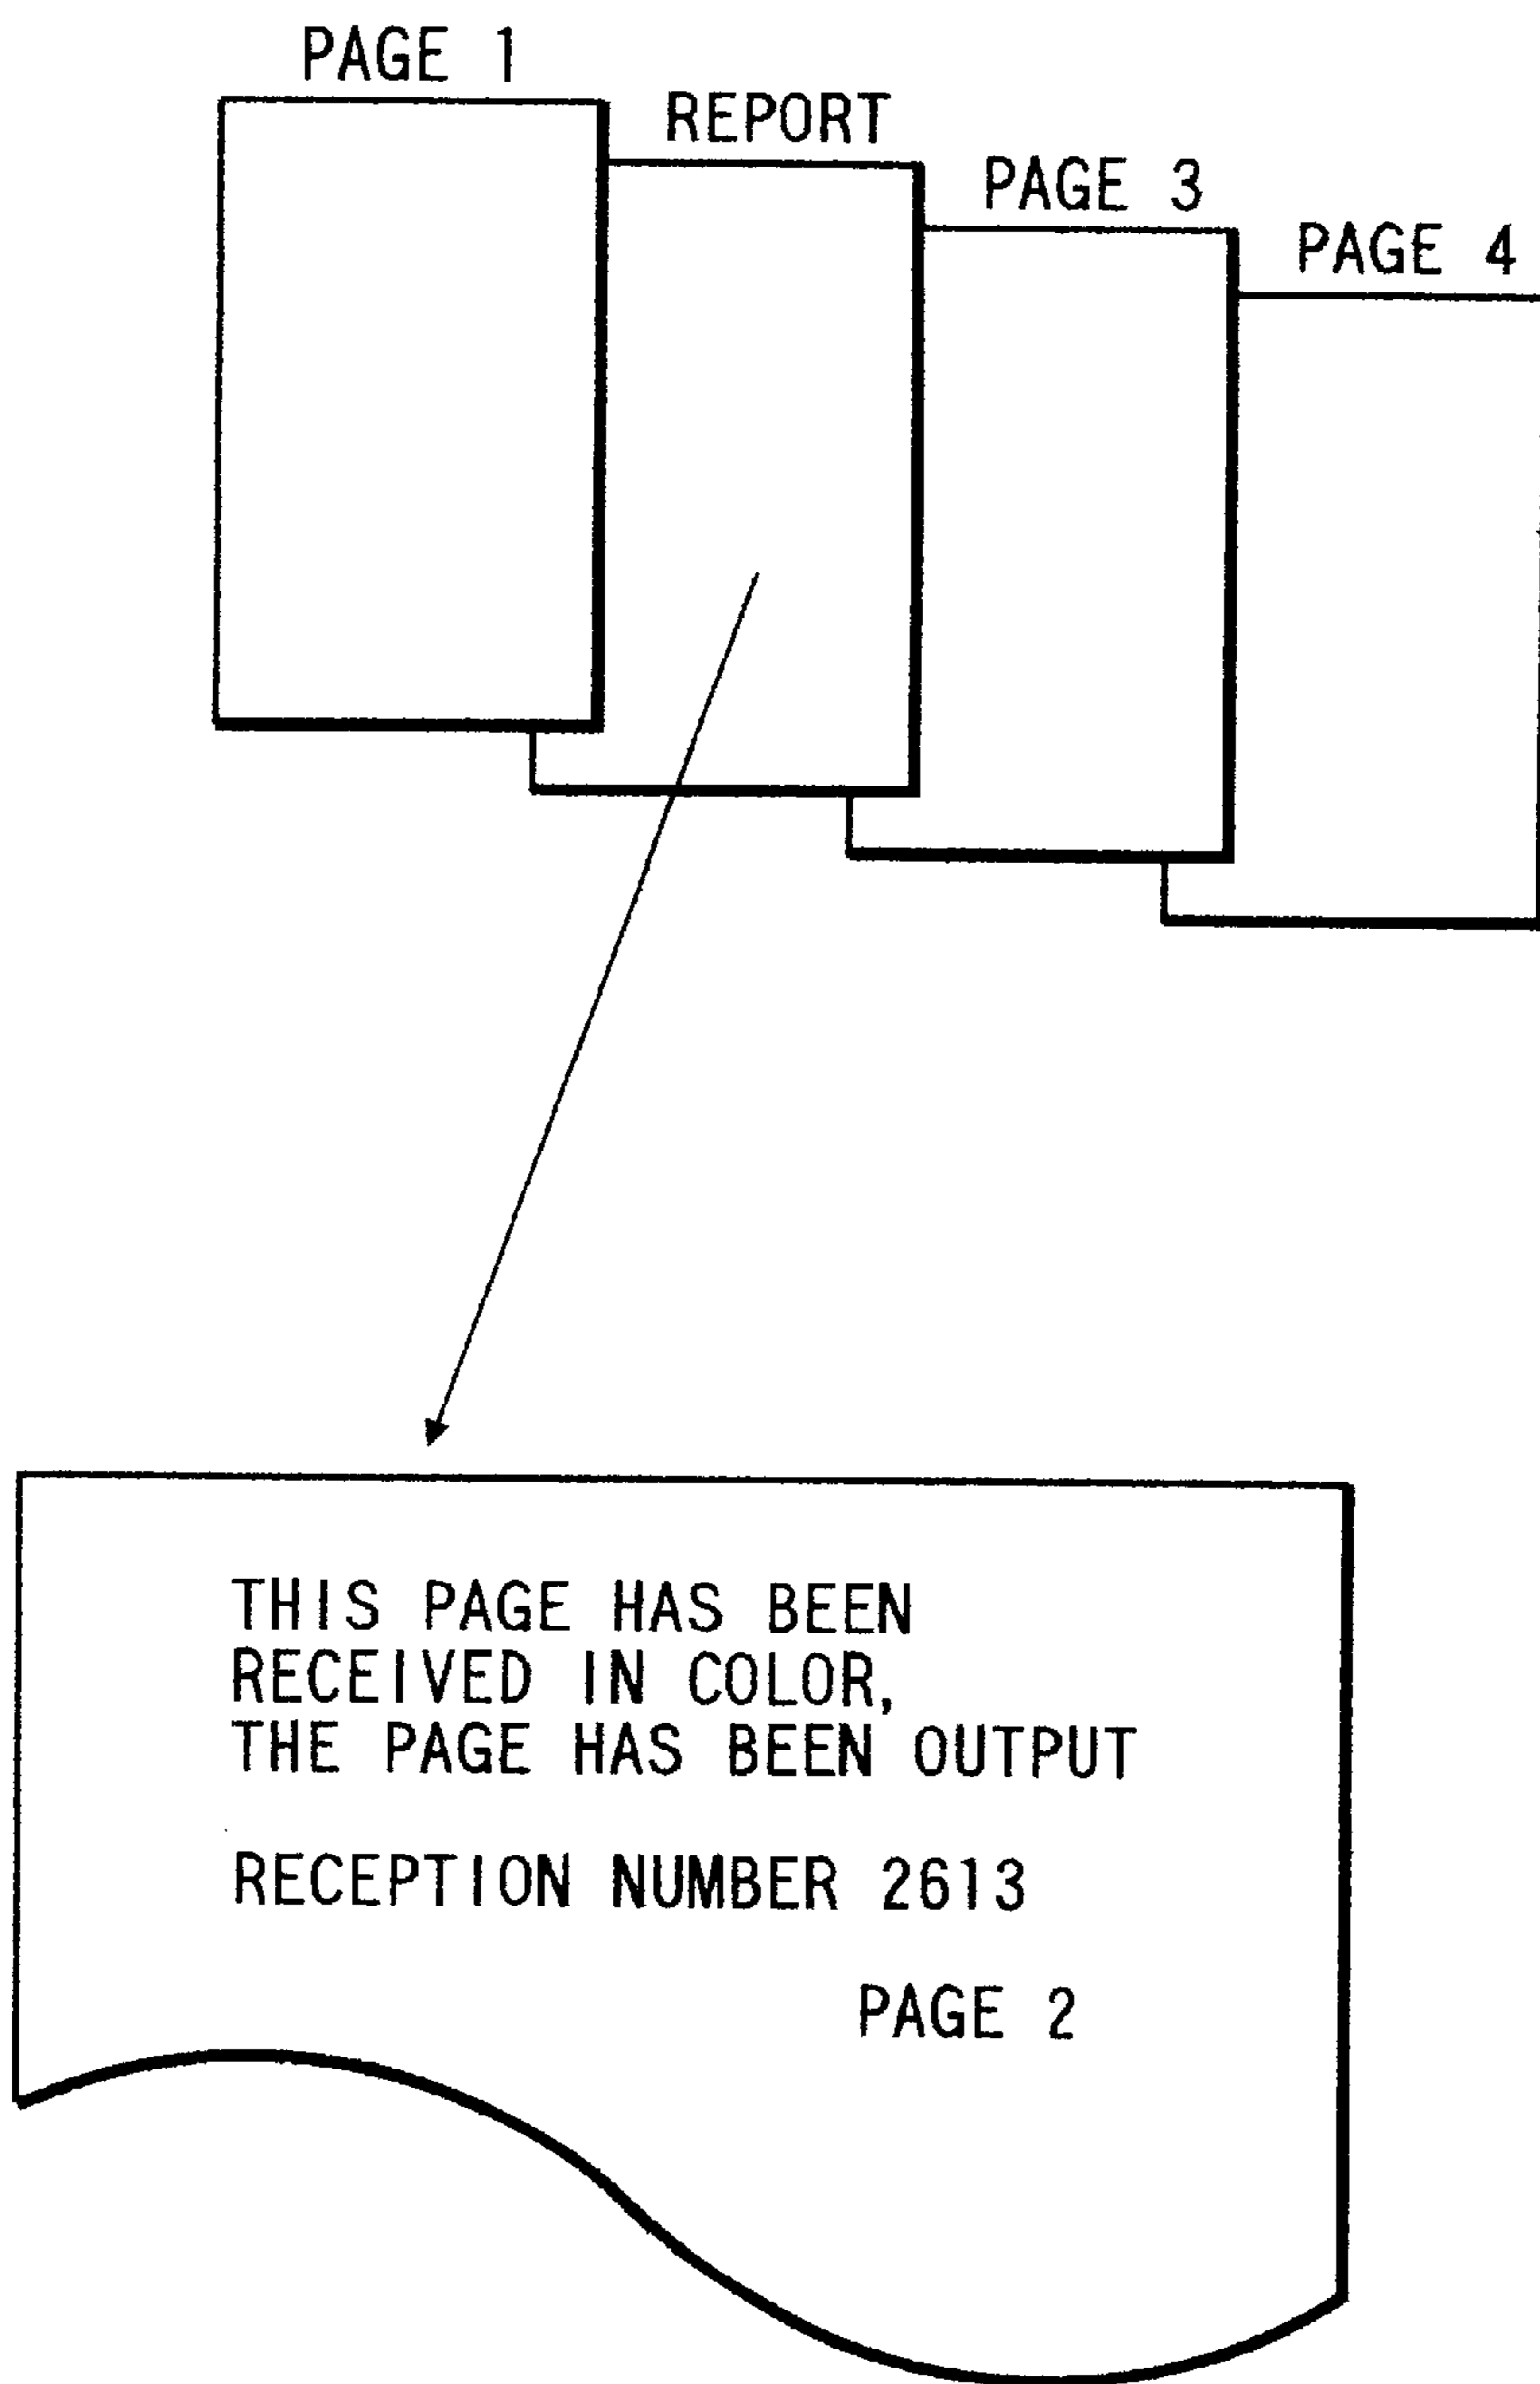 PAGE 1
REPORT
PAGE 3
PAGE 4
THIS PAGE HAS BEEN
RECEIVED IN COLOR,
THE PAGE HAS BEEN OUTPUT
RECEPTION NUMBER 2613
PAGE 2